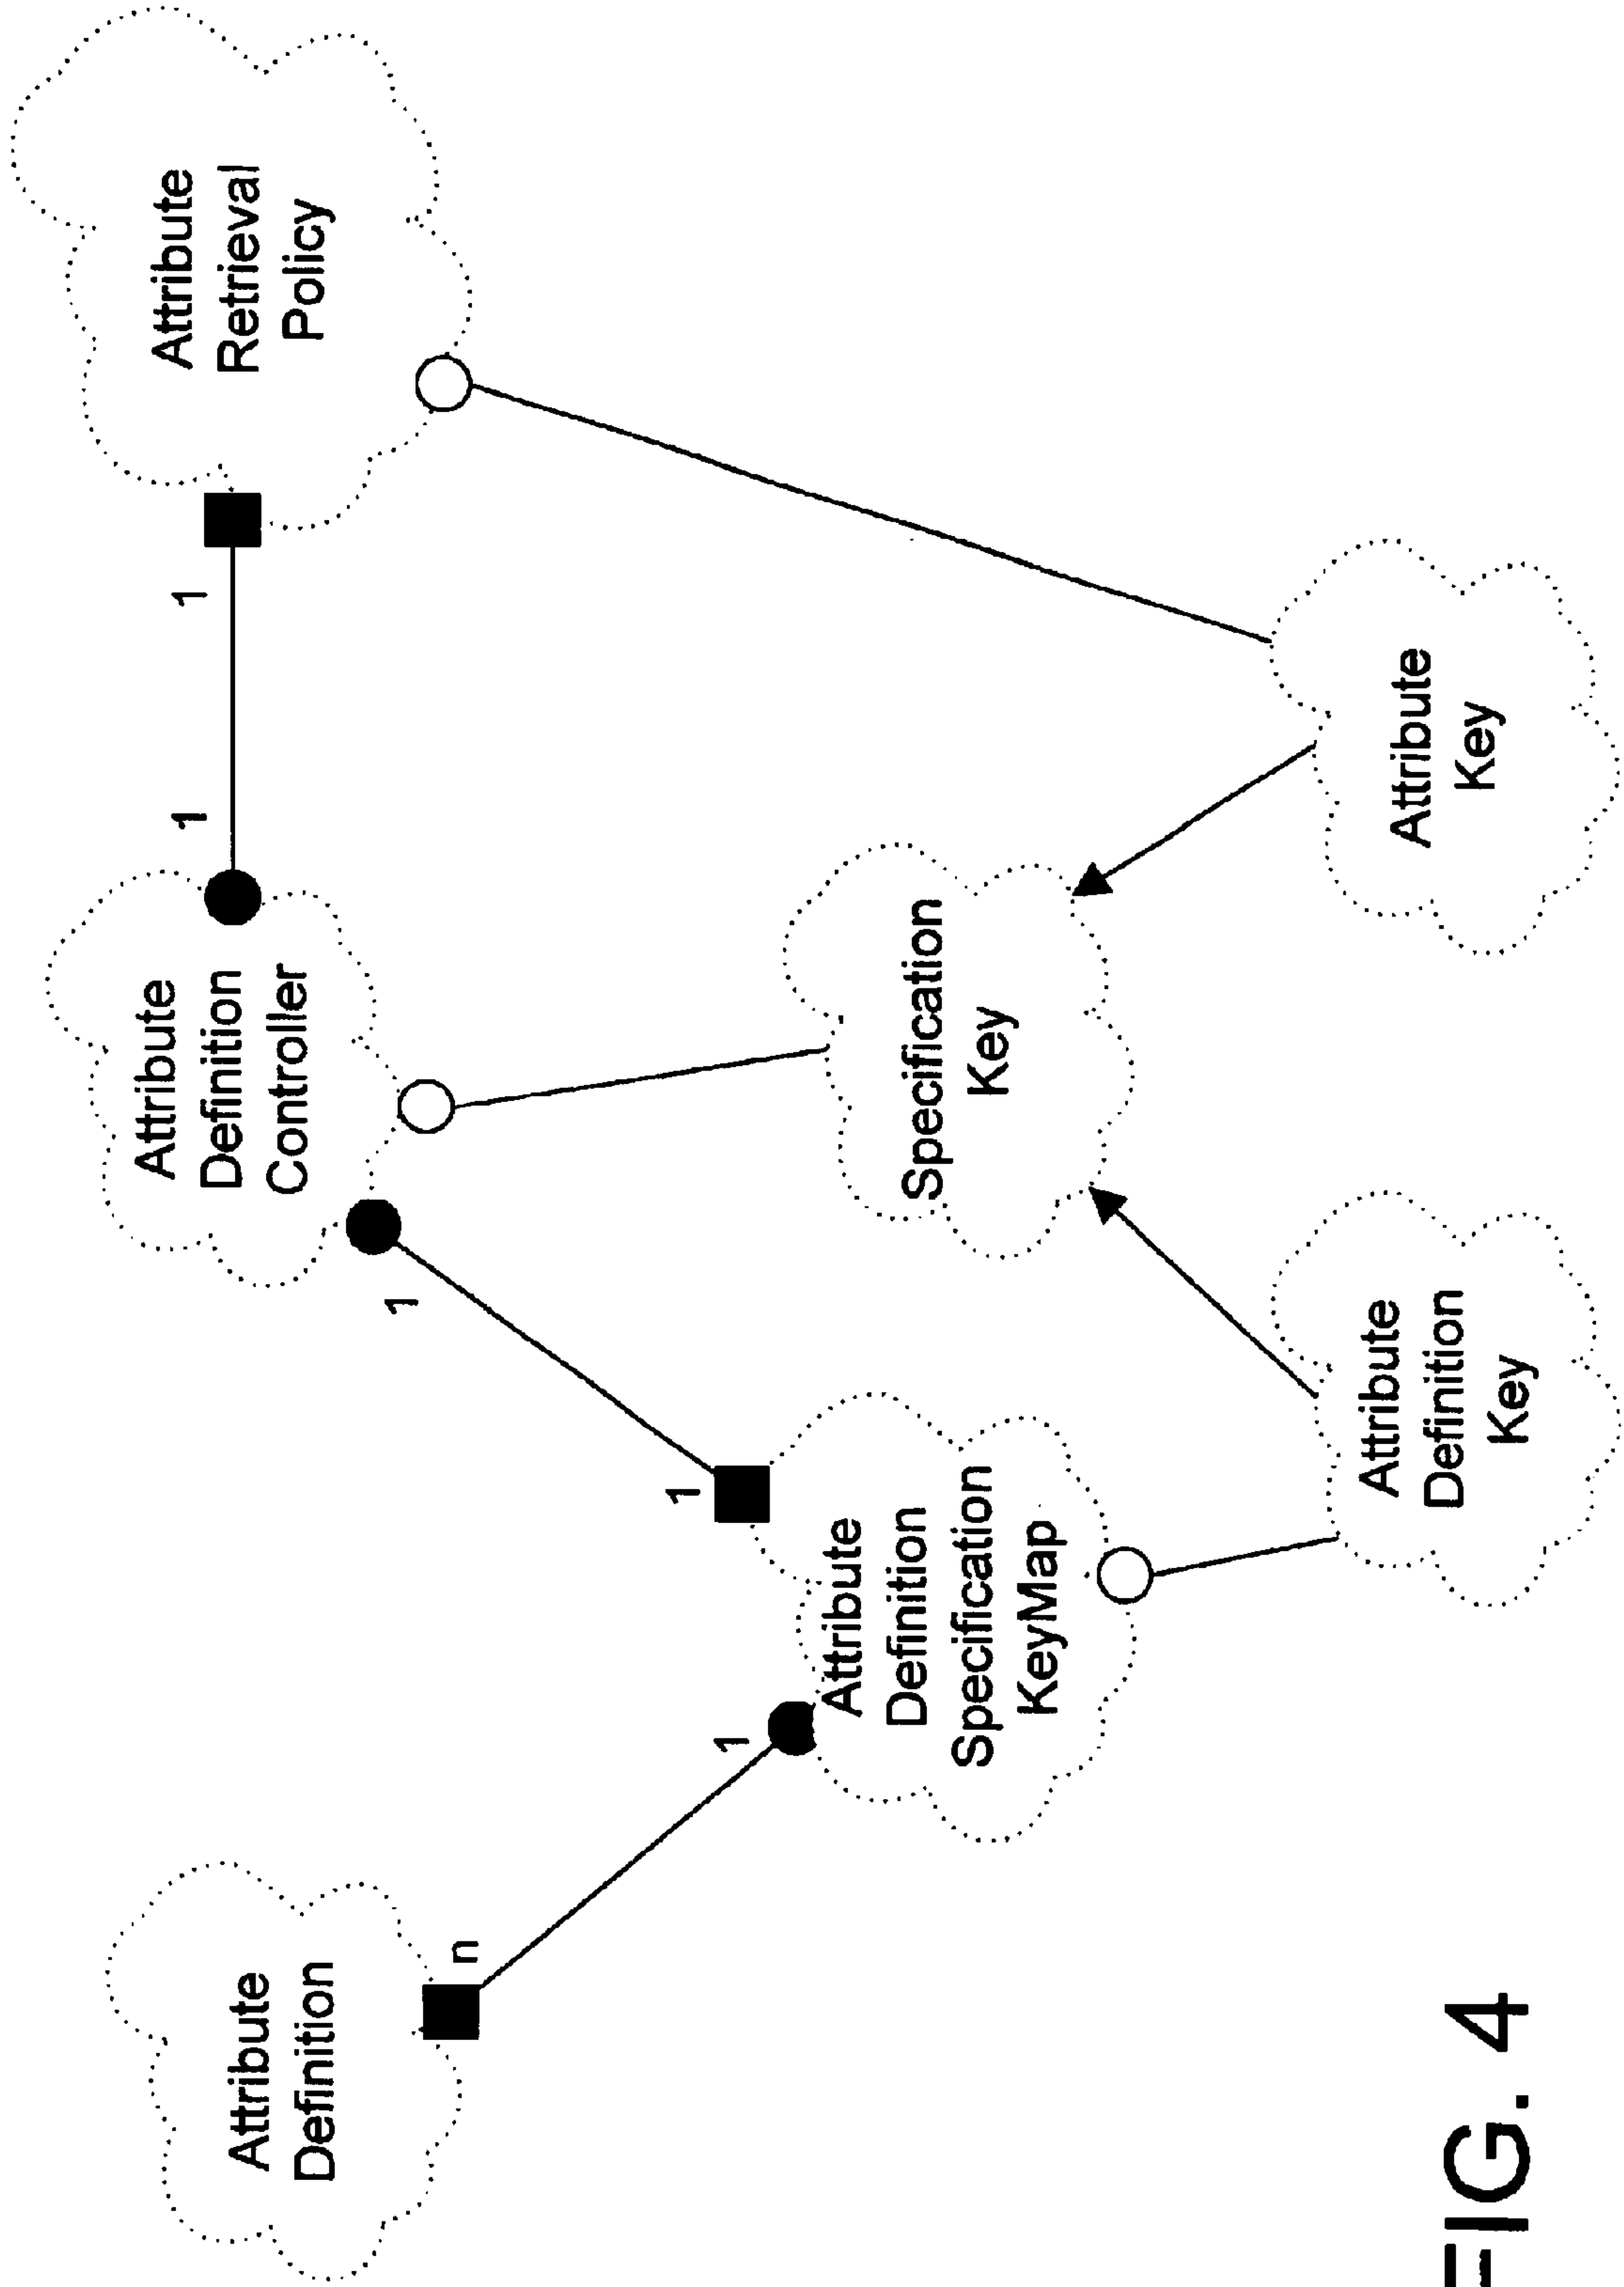 Attribute
Definition
n
1
Attribute
Definition
Specification
KeyMap
1
1
Attribute
Definition
Controller
1
1
Attribute
Retrieval
Policy
Specification
Key
Attribute
Definition
Key
Attribute
Key
FIG. 4